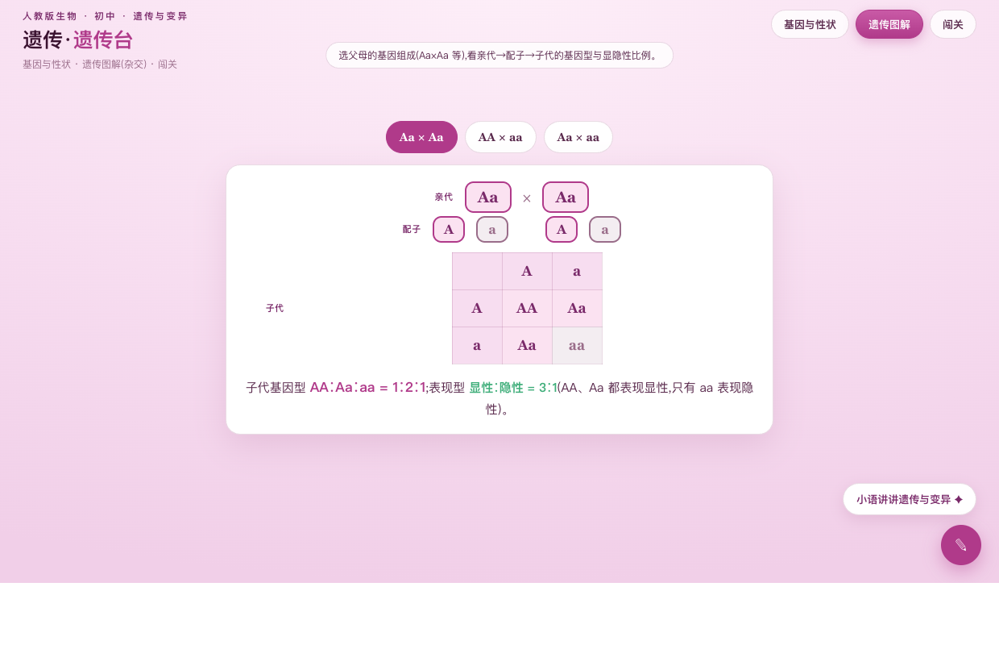 人教版生物 · 初中 · 遗传与变异
遗传·遗传台
基因与性状 · 遗传图解(杂交) · 闯关
基因与性状
遗传图解
闯关
选父母的基因组成(Aa×Aa 等),看亲代→配子→子代的基因型与显隐性比例。
Aa × Aa
AA × aa
Aa × aa
亲代 Aa × Aa
配子 A a A a
A a
子代 A AA Aa
a Aa aa
子代基因型 AA∶Aa∶aa = 1∶2∶1;表现型 显性∶隐性 = 3∶1(AA、Aa 都表现显性,只有 aa 表现隐
性)。
小语讲讲遗传与变异 ✦
✎